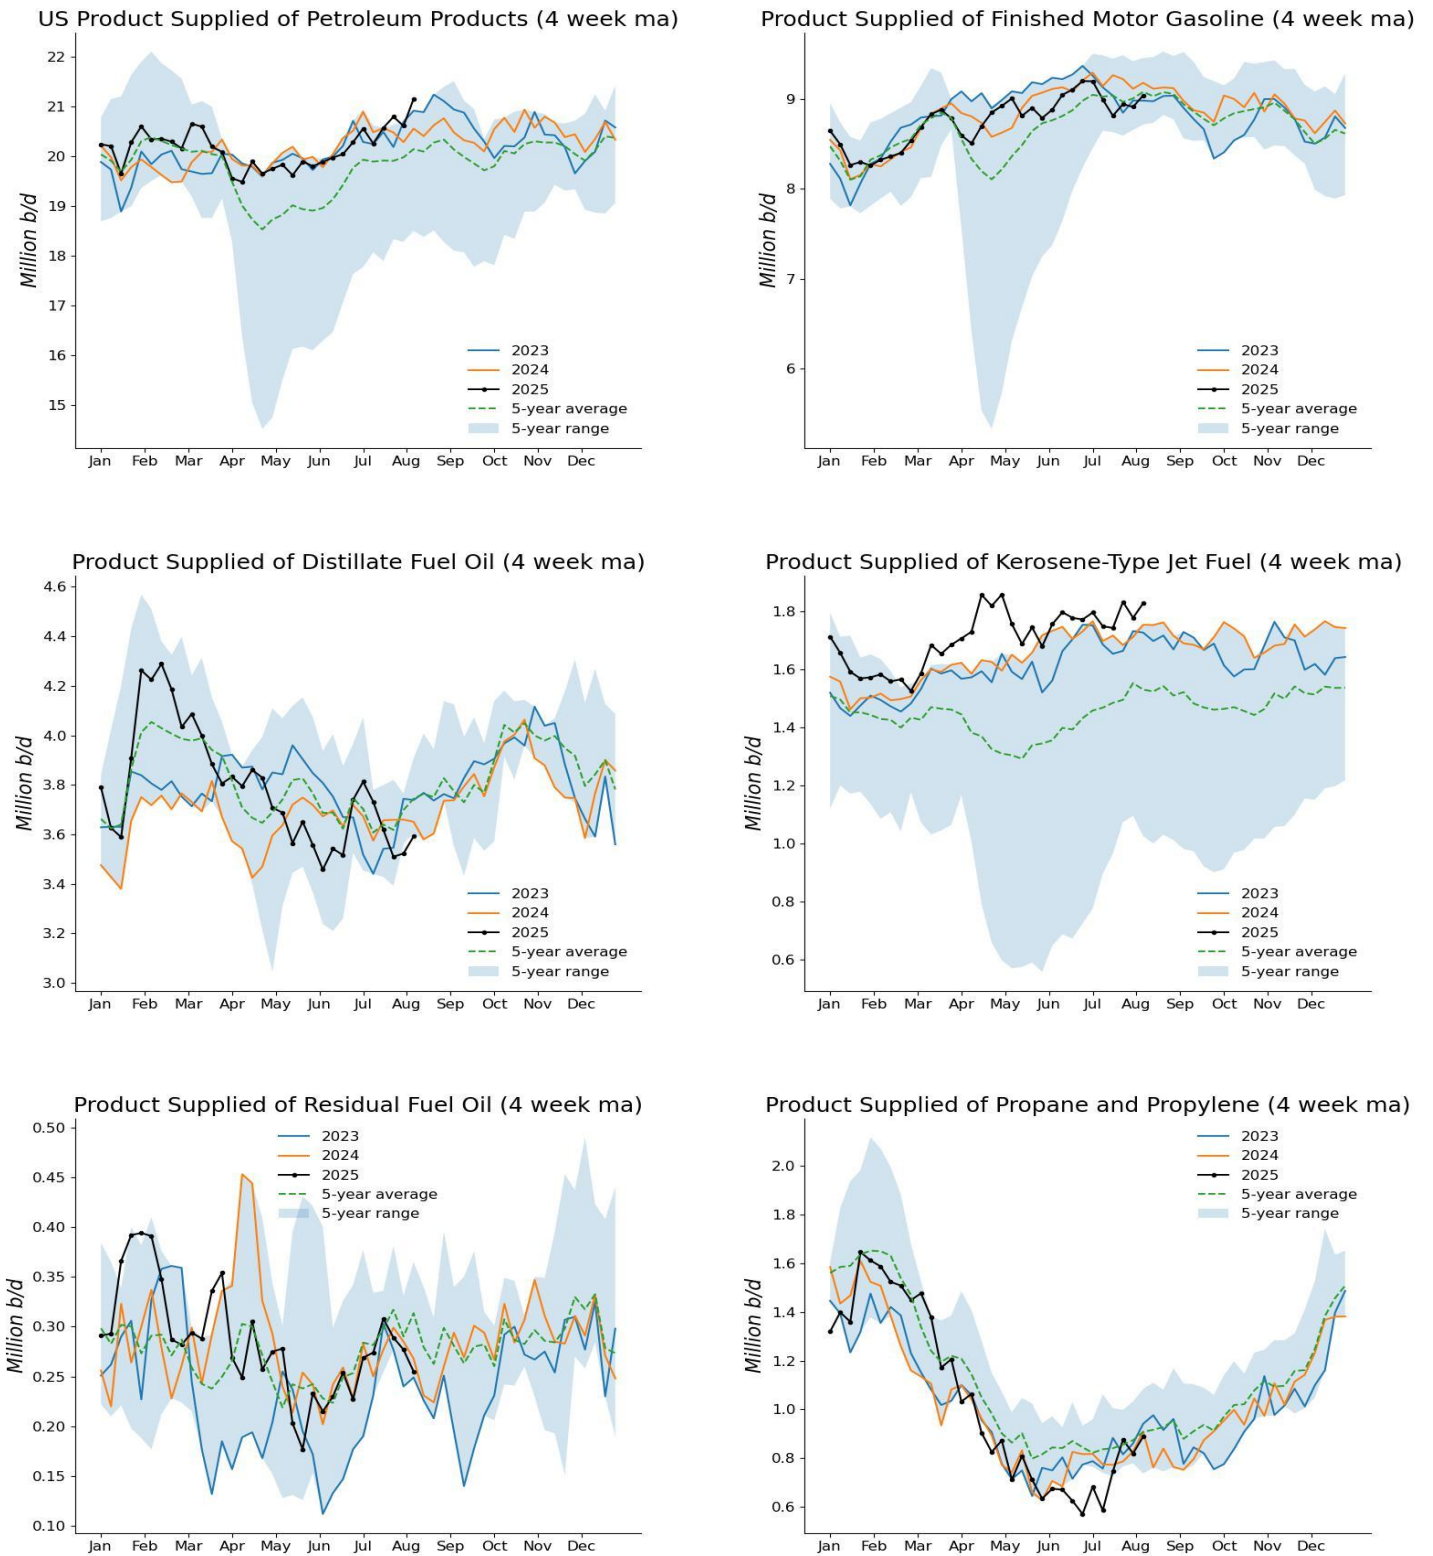 US Product Supplied of Petroleum Products (4 week ma)
Million b/d
22
21
20
19
18
17
16
15
2023
2024
2025
5-year average
5-year range
Jan Feb Mar Apr May Jun Jul Aug Sep Oct Nov Dec
Product Supplied of Finished Motor Gasoline (4 week ma)
Million b/d
9
8
7
6
2023
2024
2025
5-year average
5-year range
Jan Feb Mar Apr May Jun Jul Aug Sep Oct Nov Dec
Product Supplied of Distillate Fuel Oil (4 week ma)
Million b/d
4.6
4.4
4.2
4.0
3.8
3.6
3.4
3.2
3.0
2023
2024
2025
5-year average
5-year range
Jan Feb Mar Apr May Jun Jul Aug Sep Oct Nov Dec
Product Supplied of Kerosene-Type Jet Fuel (4 week ma)
Million b/d
1.8
1.6
1.4
1.2
1.0
0.8
0.6
2023
2024
2025
5-year average
5-year range
Jan Feb Mar Apr May Jun Jul Aug Sep Oct Nov Dec
Product Supplied of Residual Fuel Oil (4 week ma)
Million b/d
0.50
0.45
0.40
0.35
0.30
0.25
0.20
0.15
0.10
2023
2024
2025
5-year average
5-year range
Jan Feb Mar Apr May Jun Jul Aug Sep Oct Nov Dec
Product Supplied of Propane and Propylene (4 week ma)
Million b/d
2.0
1.8
1.6
1.4
1.2
1.0
0.8
0.6
2023
2024
2025
5-year average
5-year range
Jan Feb Mar Apr May Jun Jul Aug Sep Oct Nov Dec